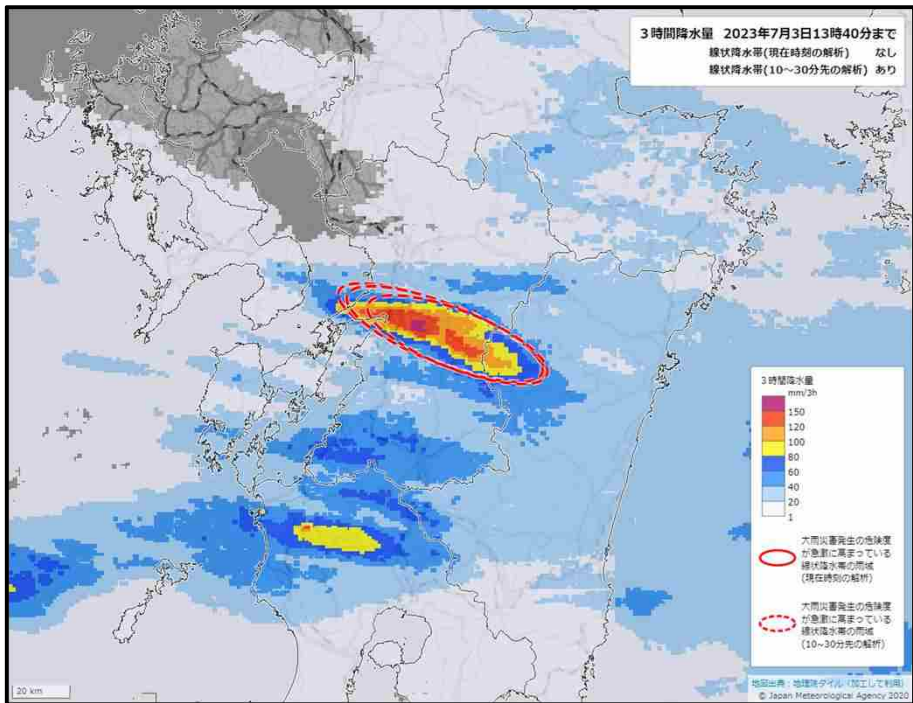 ３時間降水量 2023年7月3日13時40分まで
線状降水帯(現在時刻の解析) なし
線状降水帯(10～30分先の解析) あり
３時間降水量
mm/3h
150
120
100
80
60
40
20
1
大雨災害発生の危険度
が急激に高まっている
線状降水帯の雨域
(現在時刻の解析)
大雨災害発生の危険度
が急激に高まっている
線状降水帯の雨域
(10~30分先の解析)
20 km
地図出典：地理院タイル（加工して利用）
© Japan Meteorological Agency 2020